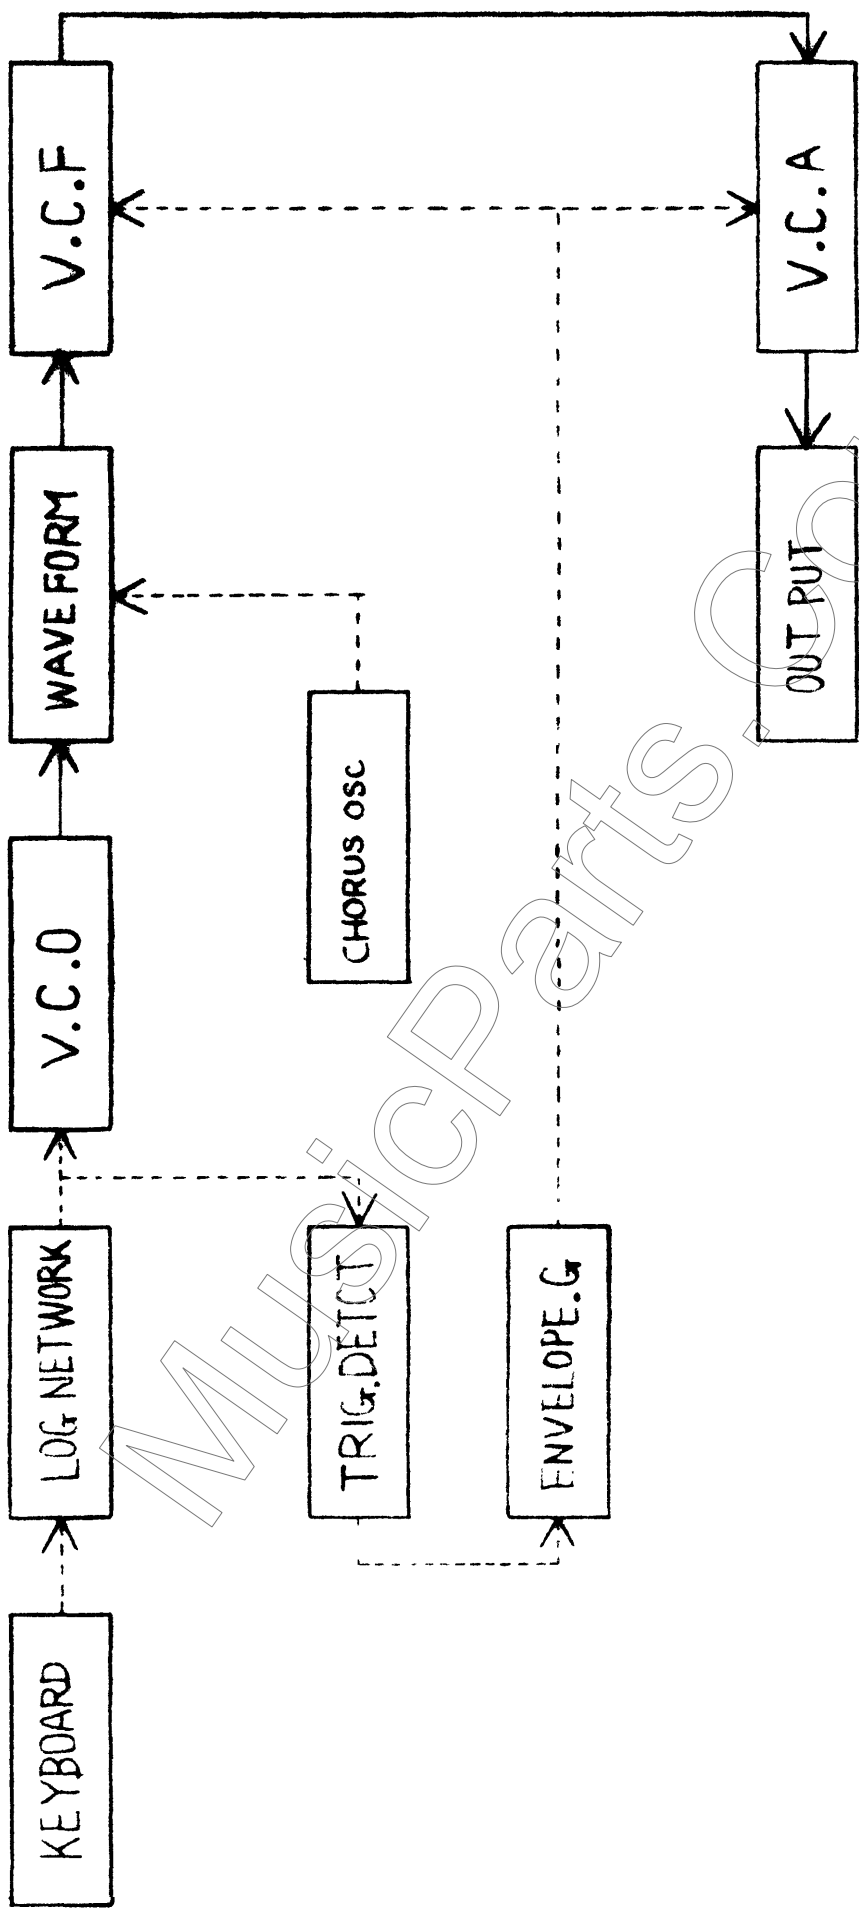 KEYBOARD
LOG NETWORK
V.C.O
WAVE FORM
V.C.F
TRIG.DETCT
CHORUS OSC
ENVELOPE.G
V.C.A
OUT PUT
MusicParts.Co